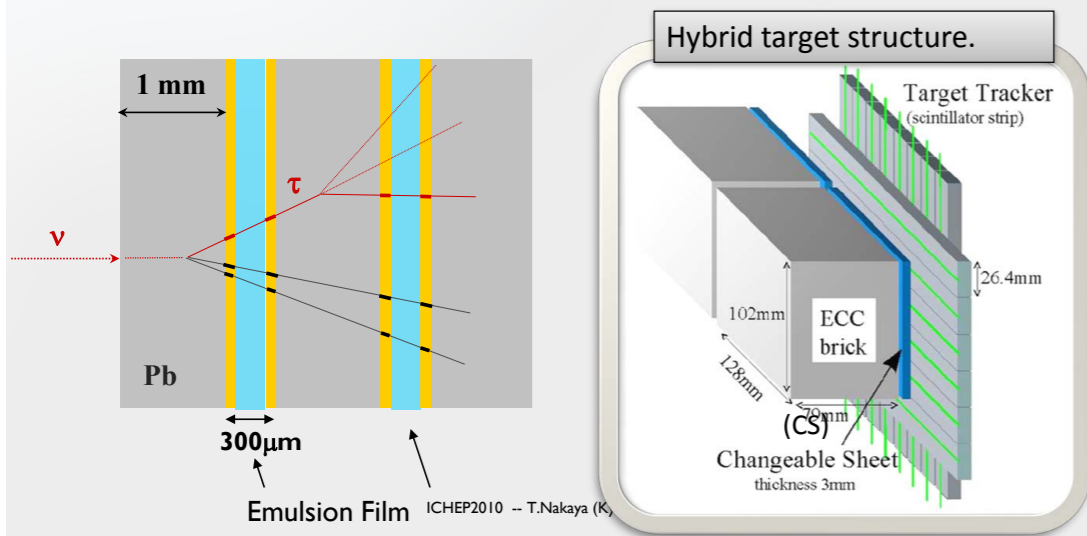 1 mm
ν
τ
Pb
300μm
Emulsion Film
ICHEP2010 -- T.Nakaya (K)
Hybrid target structure.
Target Tracker
(scintillator strip)
26.4mm
102mm
ECC
brick
128mm
79mm
(CS)
Changeable Sheet
thickness 3mm